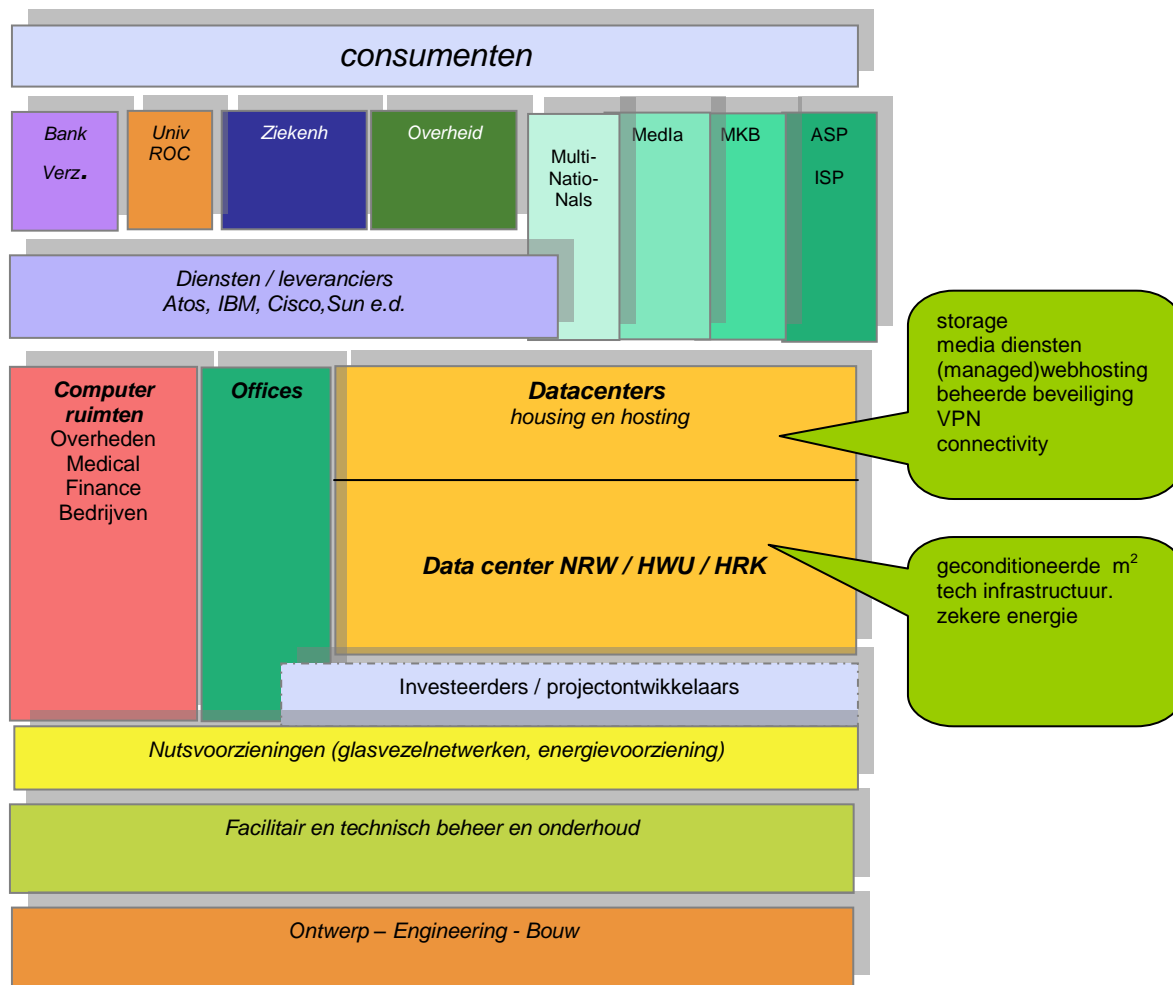 consumenten
Bank
Verz.
Univ
ROC
Ziekenh
Overheid
Multi-
Natio-
Nals
MedIa
MKB
ASP
ISP
Diensten / leveranciers
Atos, IBM, Cisco,Sun e.d.
Computer
ruimten
Overheden
Medical
Finance
Bedrijven
Offices
Datacenters
housing en hosting
storage
media diensten
(managed)webhosting
beheerde beveiliging
VPN
connectivity
Data center NRW / HWU / HRK
geconditioneerde m²
tech infrastructuur.
zekere energie
Investeerders / projectontwikkelaars
Nutsvoorzieningen (glasvezelnetwerken, energievoorziening)
Facilitair en technisch beheer en onderhoud
Ontwerp – Engineering - Bouw